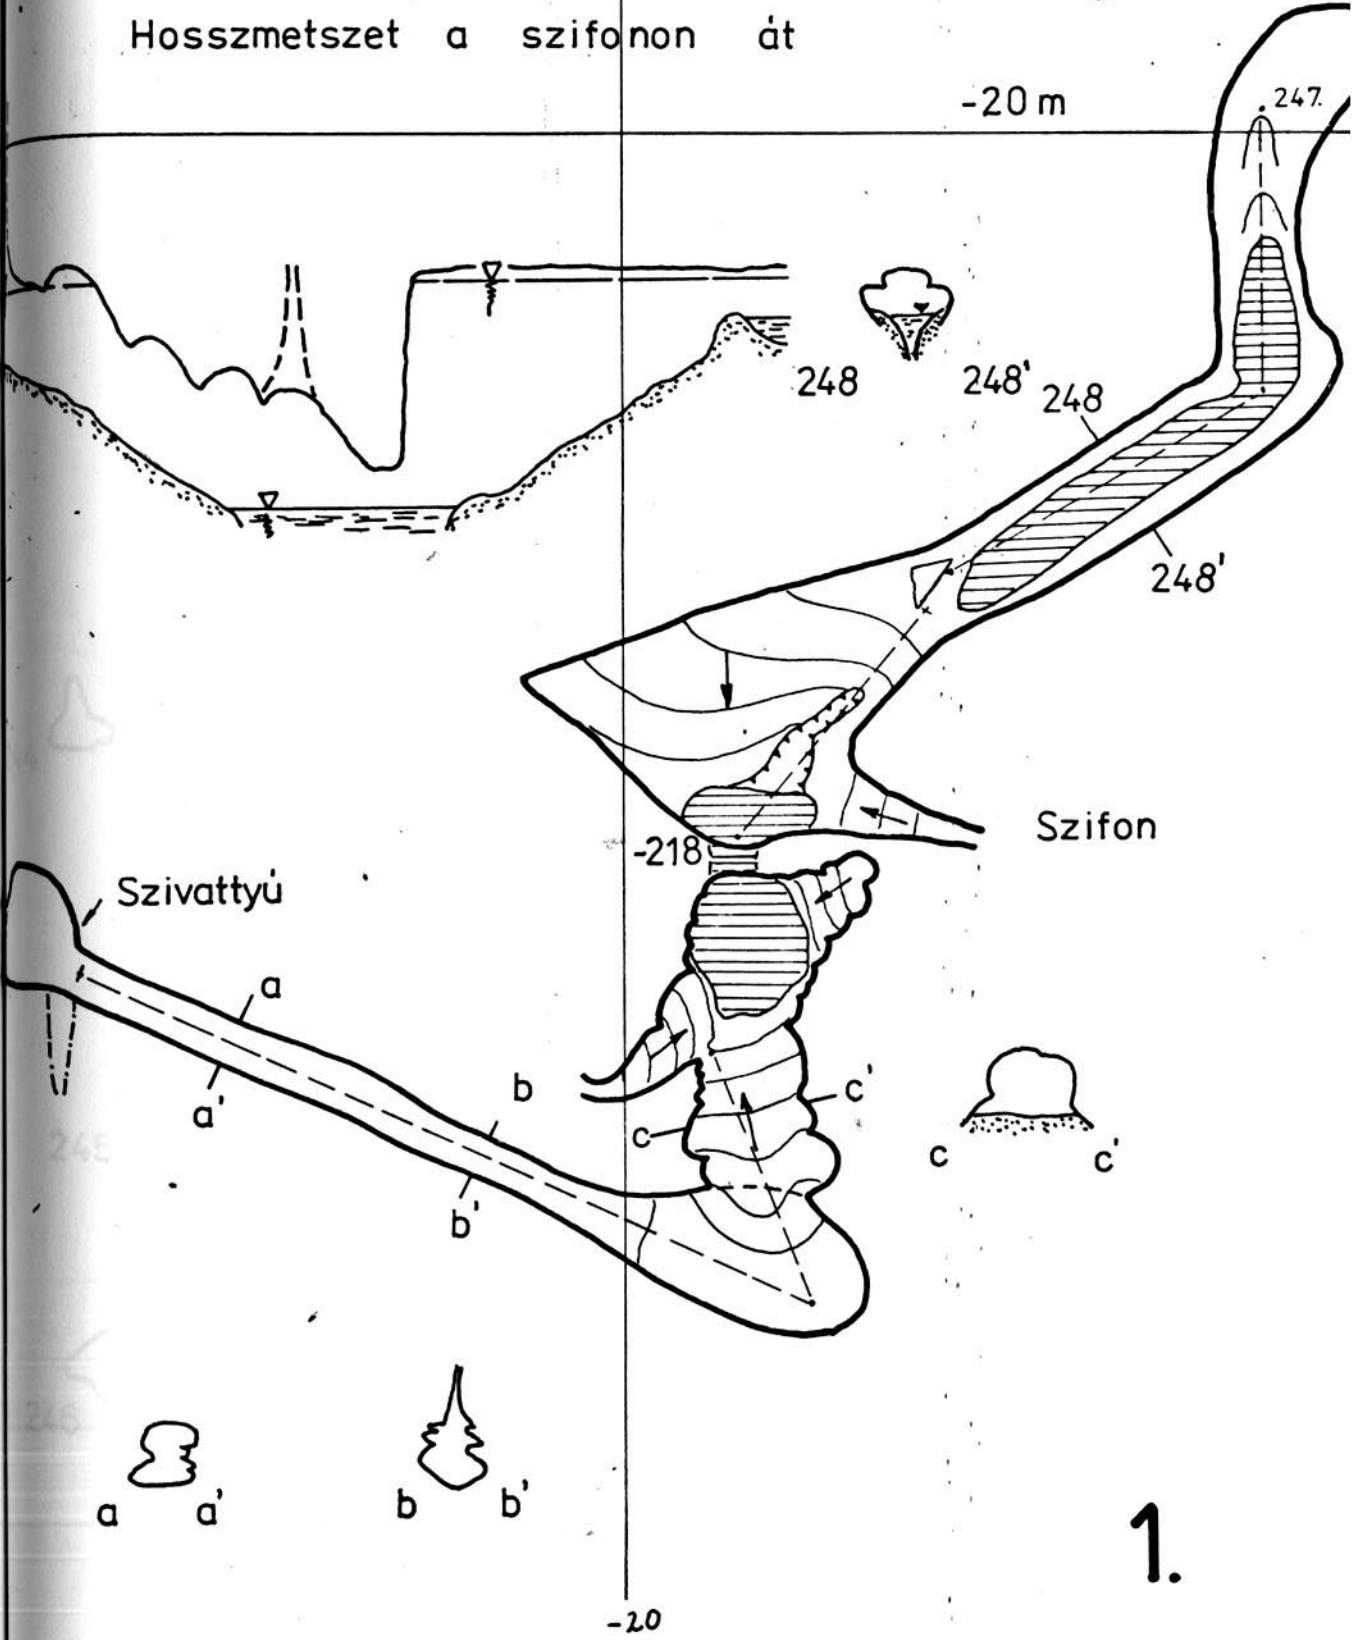 Hosszmetszet a szifonon át
-20 m
247.
248 248'
248
248'
Szifon
-218
Szivattyú
a
a'
b
b'
c
c'
c c'
a a'
b b'
1.
-20